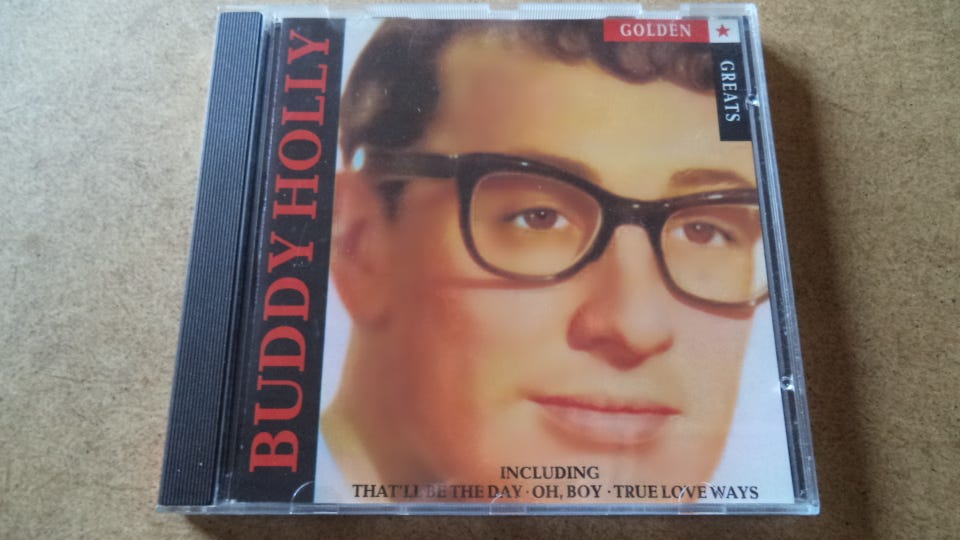 BUDDY HOLLY
GOLDEN
GREATS
INCLUDING
THAT'LL BE THE DAY · OH, BOY · TRUE LOVE WAYS